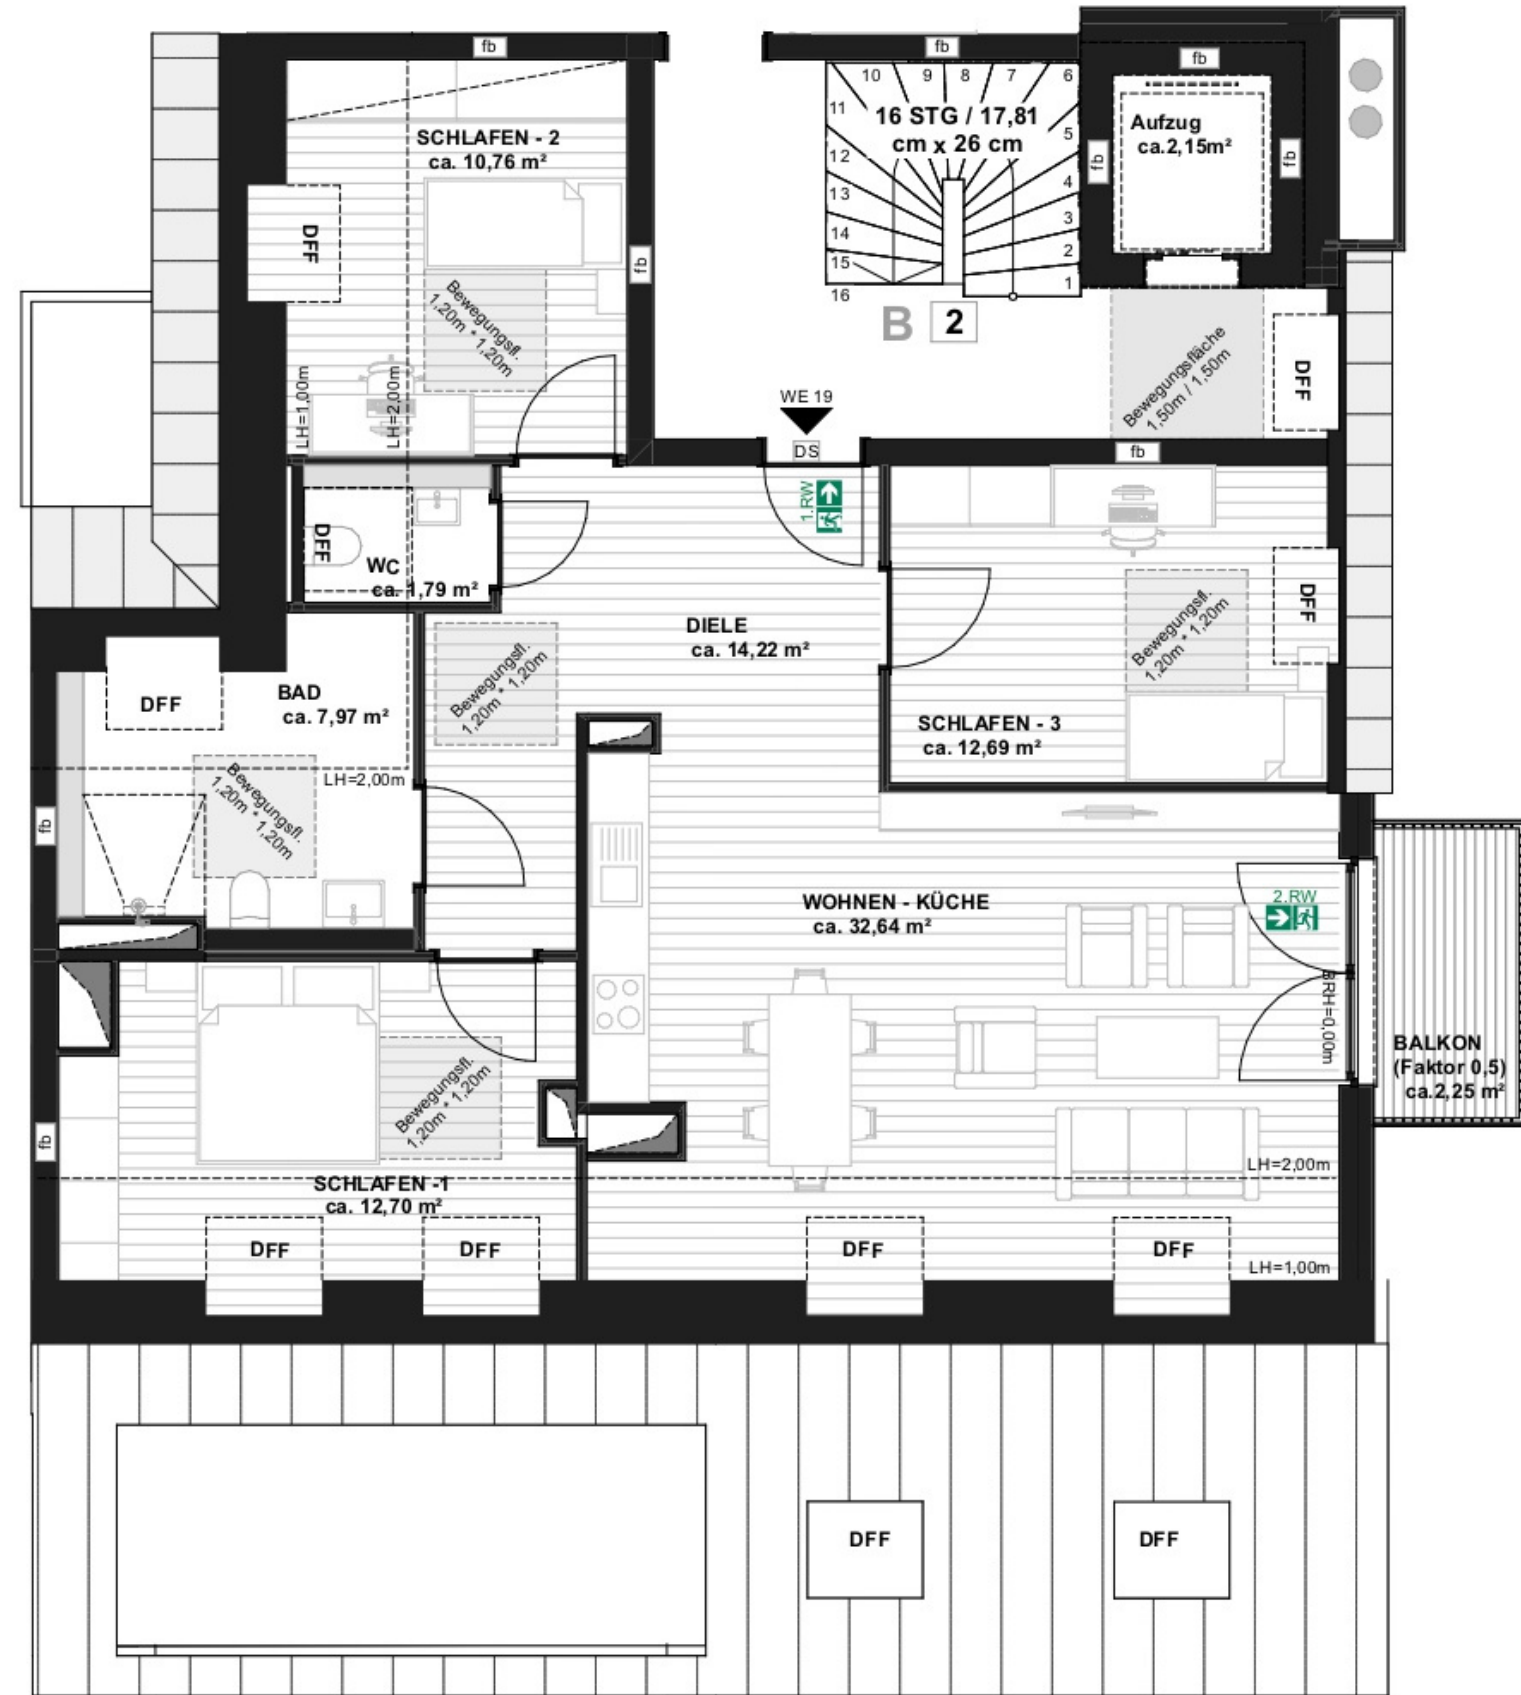 fb
fb
fb
10 9 8 7 6
11
16 STG / 17,81
cm x 26 cm
5
12
4
13
3
14
2
15
1
16
Aufzug
ca.2,15m²
fb
fb
SCHLAFEN - 2
ca. 10,76 m²
DFF
fb
Bewegungsfl.
1,20m * 1,20m
LH=1,00m
LH=2,00m
B 2
Bewegungsfläche
1,50m / 1,50m
DFF
WE 19
DS
fb
1.RW
DFF
WC
ca. 1,79 m²
DIELE
ca. 14,22 m²
Bewegungsfl.
1,20m * 1,20m
Bewegungsfl.
1,20m * 1,20m
DFF
SCHLAFEN - 3
ca. 12,69 m²
DFF
BAD
ca. 7,97 m²
LH=2,00m
Bewegungsfl.
1,20m * 1,20m
fb
WOHNEN - KÜCHE
ca. 32,64 m²
2.RW
BRH=0,00m
BALKON
(Faktor 0,5)
ca.2,25 m²
Bewegungsfl.
1,20m * 1,20m
fb
SCHLAFEN -1
ca. 12,70 m²
LH=2,00m
DFF
DFF
DFF
DFF
LH=1,00m
DFF
DFF